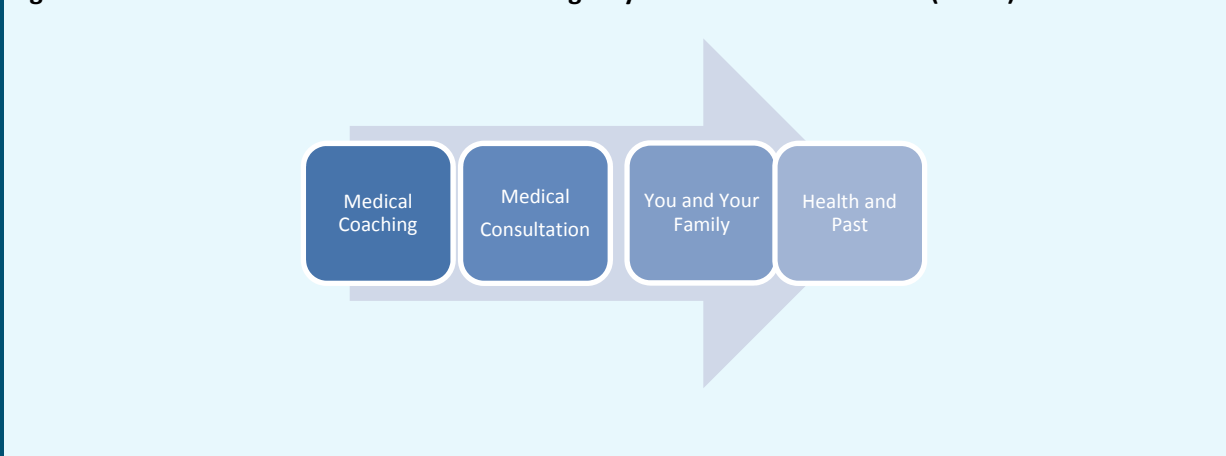 Medical
Coaching
Medical
Consultation
You and Your
Family
Health and
Past